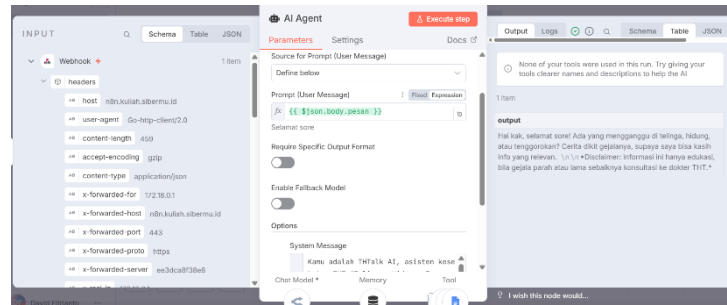 INPUT
Schema Table JSON
Webhook 1 item
headers
host n8n.kuliah.sibermu.id
user-agent Go-http-client/2.0
content-length 459
accept-encoding gzip
content-type application/json
x-forwarded-for 172.18.0.1
x-forwarded-host n8n.kuliah.sibermu.id
x-forwarded-port 443
x-forwarded-proto https
x-forwarded-server ee3dca8f38e8
AI Agent
Execute step
Parameters Settings Docs
Source for Prompt (User Message)
Define below
Prompt (User Message)
Fixed Expression
fx {{ $json.body.pesan }}
Selamat sore
Require Specific Output Format
Enable Fallback Model
Options
System Message
Kamu adalah THTalk AI, asisten kese
Chat Model * Memory Tool
Output Logs Schema Table JSON
None of your tools were used in this run. Try giving your
tools clearer names and descriptions to help the AI
1 item
output
Hai kak, selamat sore! Ada yang mengganggu di telinga, hidung,
atau tenggorokan? Cerita dikit gejalanya, supaya saya bisa kasih
info yang relevan. \n\n*Disclaimer: informasi ini hanya edukasi,
bila gejala parah atau lama sebaiknya konsultasi ke dokter THT.*
I wish this node would...